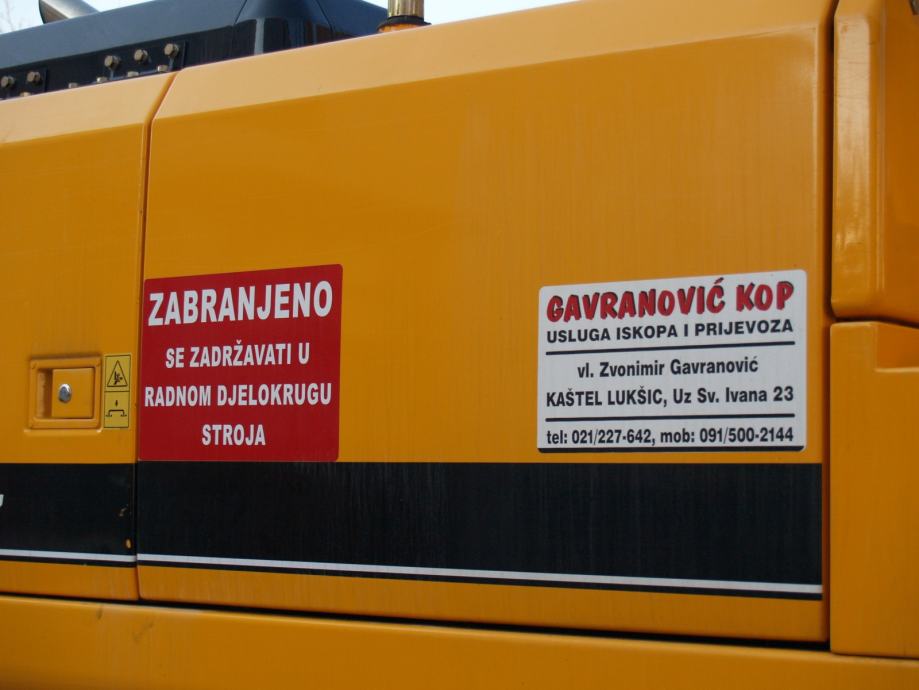 ZABRANJENO
SE ZADRŽAVATI U
RADNOM DJELOKRUGU
STROJA
GAVRANOVIĆ KOP
USLUGA ISKOPA I PRIJEVOZA
vl. Zvonimir Gavranović
KAŠTEL LUKŠIC, Uz Sv. Ivana 23
tel: 021/227-642, mob: 091/500-2144